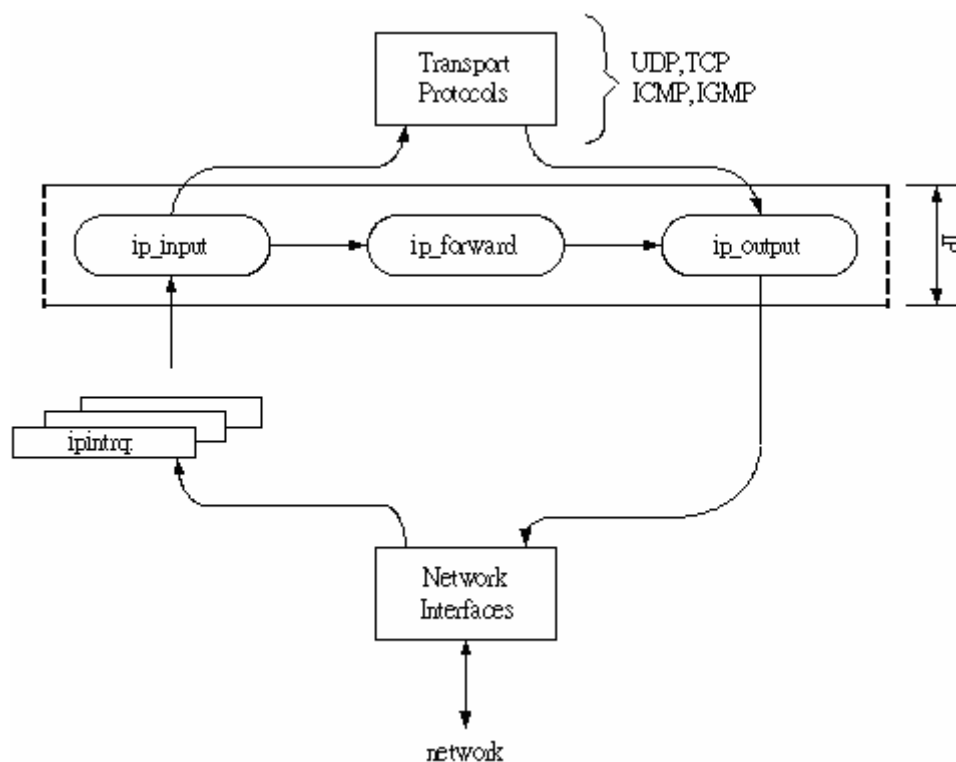 Transport
Protocols
UDP,TCP
ICMP,IGMP
ip_input
ip_forward
ip_output
IP
ipintrq:
Network
Interfaces
network